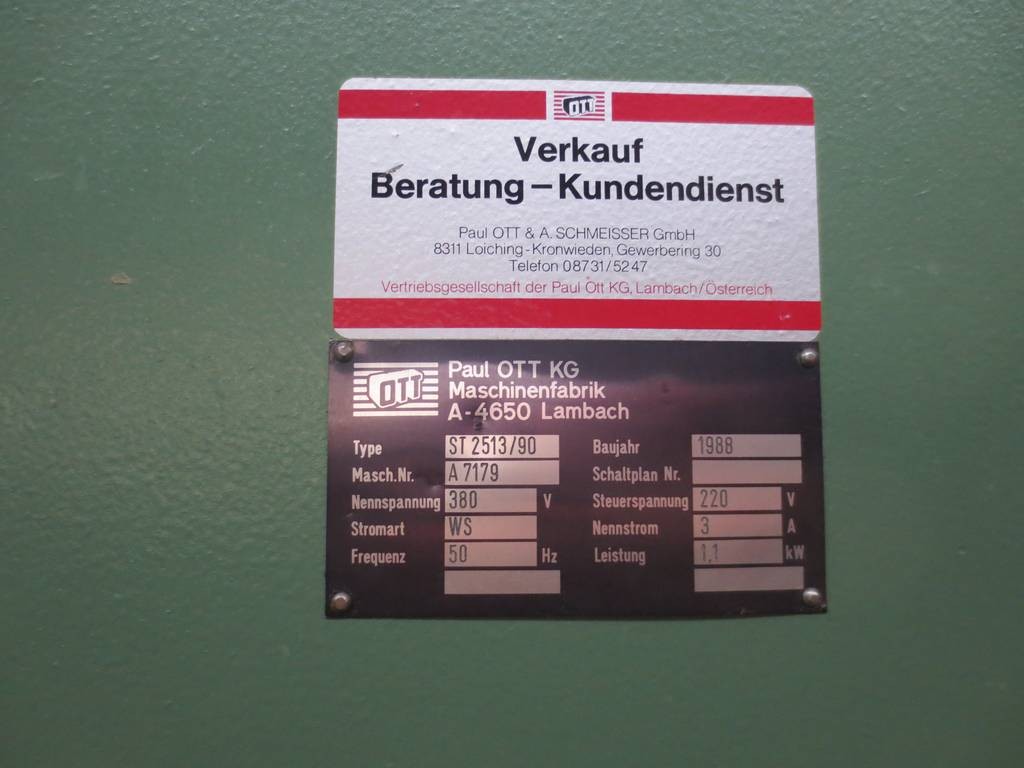 OTT
Verkauf
Beratung – Kundendienst
Paul OTT & A. SCHMEISSER GmbH
8311 Loiching - Kronwieden, Gewerbering 30
Telefon 08731/5247
Vertriebsgesellschaft der Paul Ott KG, Lambach/Österreich
OTT
Paul OTT KG
Maschinenfabrik
A-4650 Lambach
Type ST 2513/90 Baujahr 1988
Masch.Nr. A 7179 Schaltplan Nr.
Nennspannung 380 V Steuerspannung 220 V
Stromart WS Nennstrom 3 A
Frequenz 50 Hz Leistung 1,1 kW